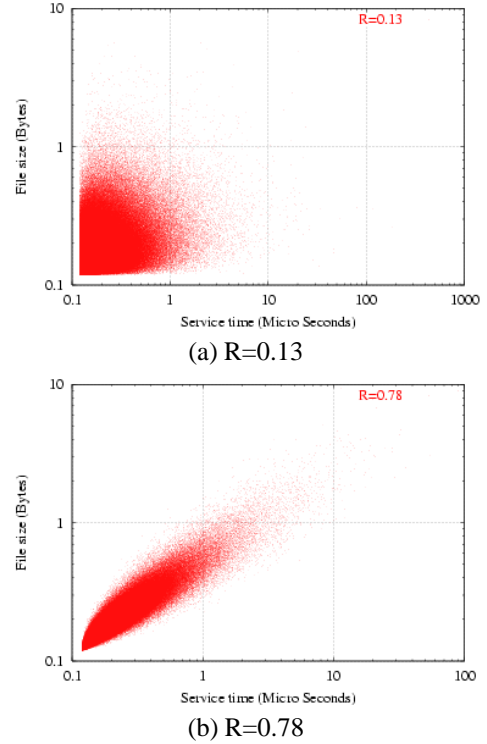 10
R=0.13
File size (Bytes)
1
0.1
0.1 1 10 100 1000
Service time (Micro Seconds)
(a) R=0.13
10
R=0.78
File size (Bytes)
1
0.1
0.1 1 10 100
Service time (Micro Seconds)
(b) R=0.78